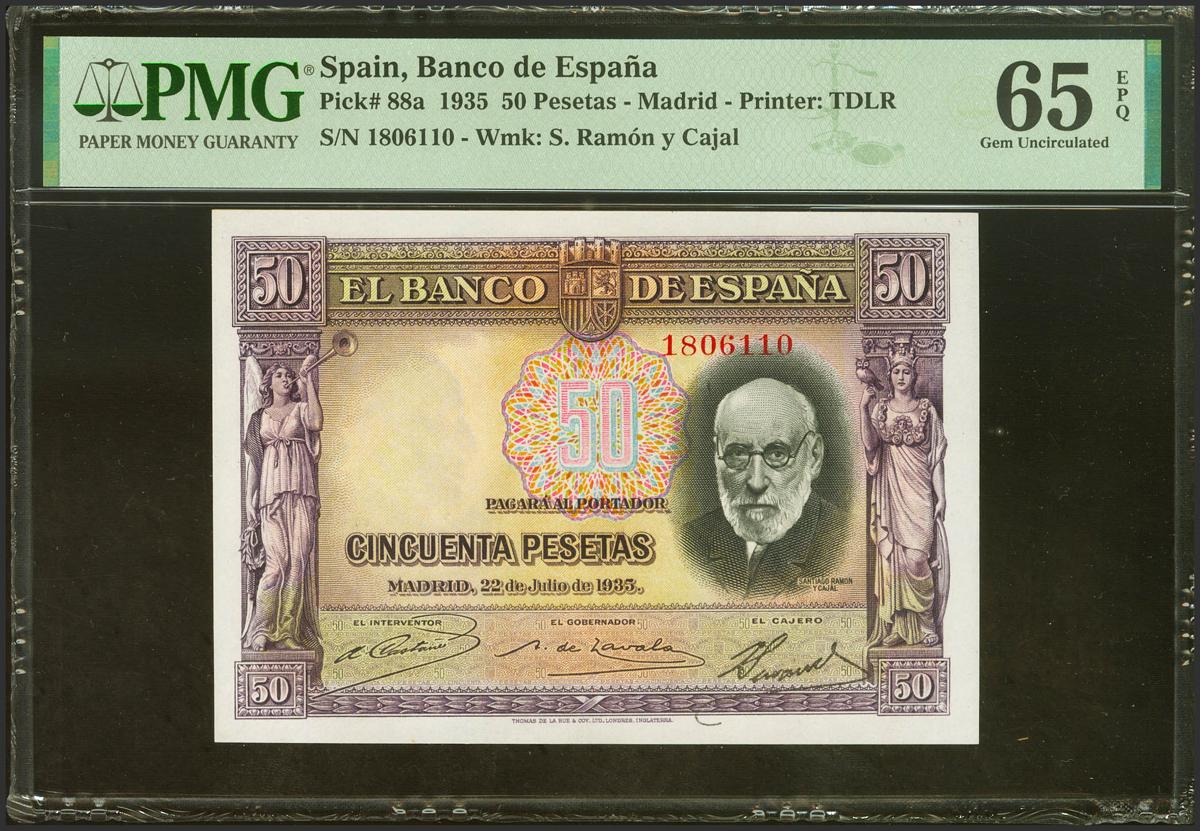 PMG®
PAPER MONEY GUARANTY
Spain, Banco de España
Pick# 88a 1935 50 Pesetas - Madrid - Printer: TDLR
S/N 1806110 - Wmk: S. Ramón y Cajal
65 EPQ
Gem Uncirculated
50 EL BANCO DE ESPAÑA 50
1806110
50
PAGARÁ AL PORTADOR
CINCUENTA PESETAS
MADRID, 22 de Julio de 1935.
SANTIAGO RAMON
Y CAJAL
EL INTERVENTOR EL GOBERNADOR EL CAJERO
A. de Zavala
50 50
THOMAS DE LA RUE & COY. LTD. LONDRES, INGLATERRA.